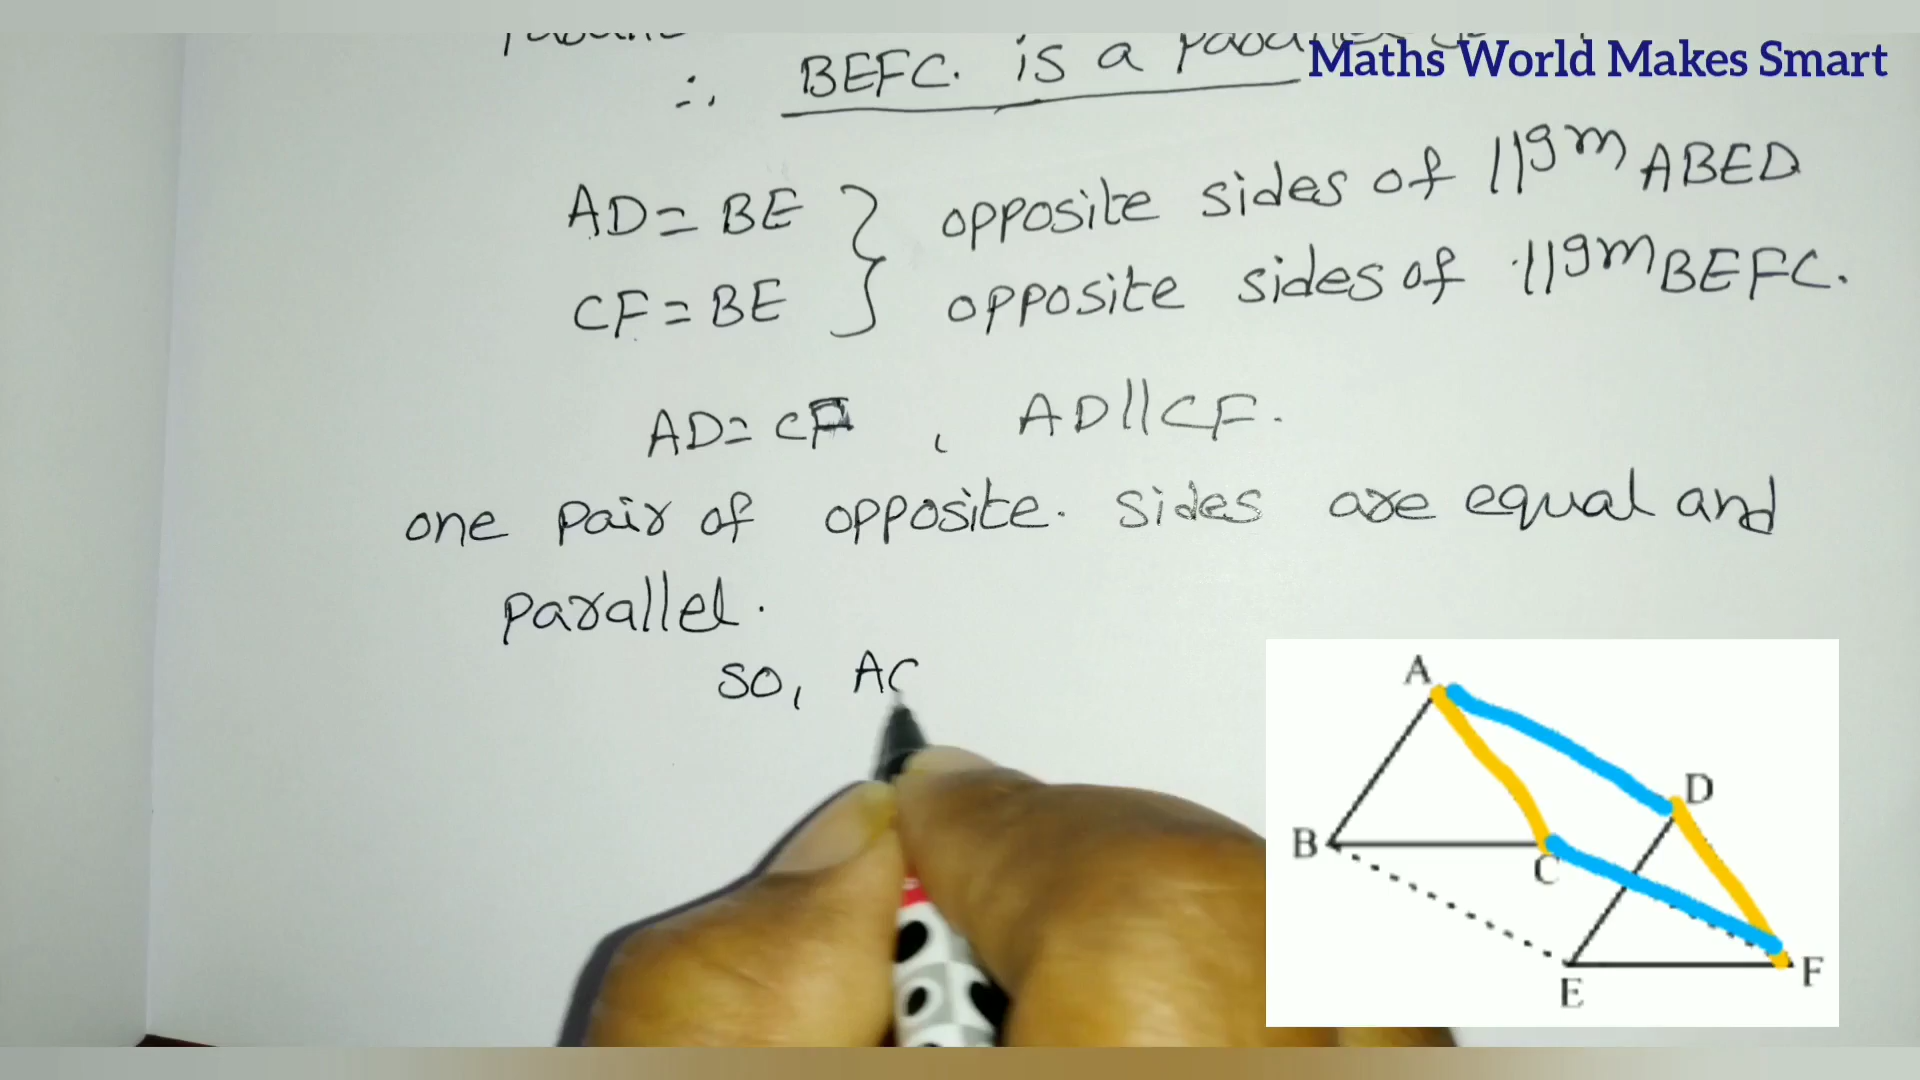 ∴ BEFC. is a
Maths World Makes Smart
AD = BE } opposite sides of ||gm ABED
CF = BE } opposite sides of ||gm BEFC.
AD = CF , AD || CF.
one pair of opposite. sides are equal and
parallel.
SO, AC
A
D
B
C
F
E